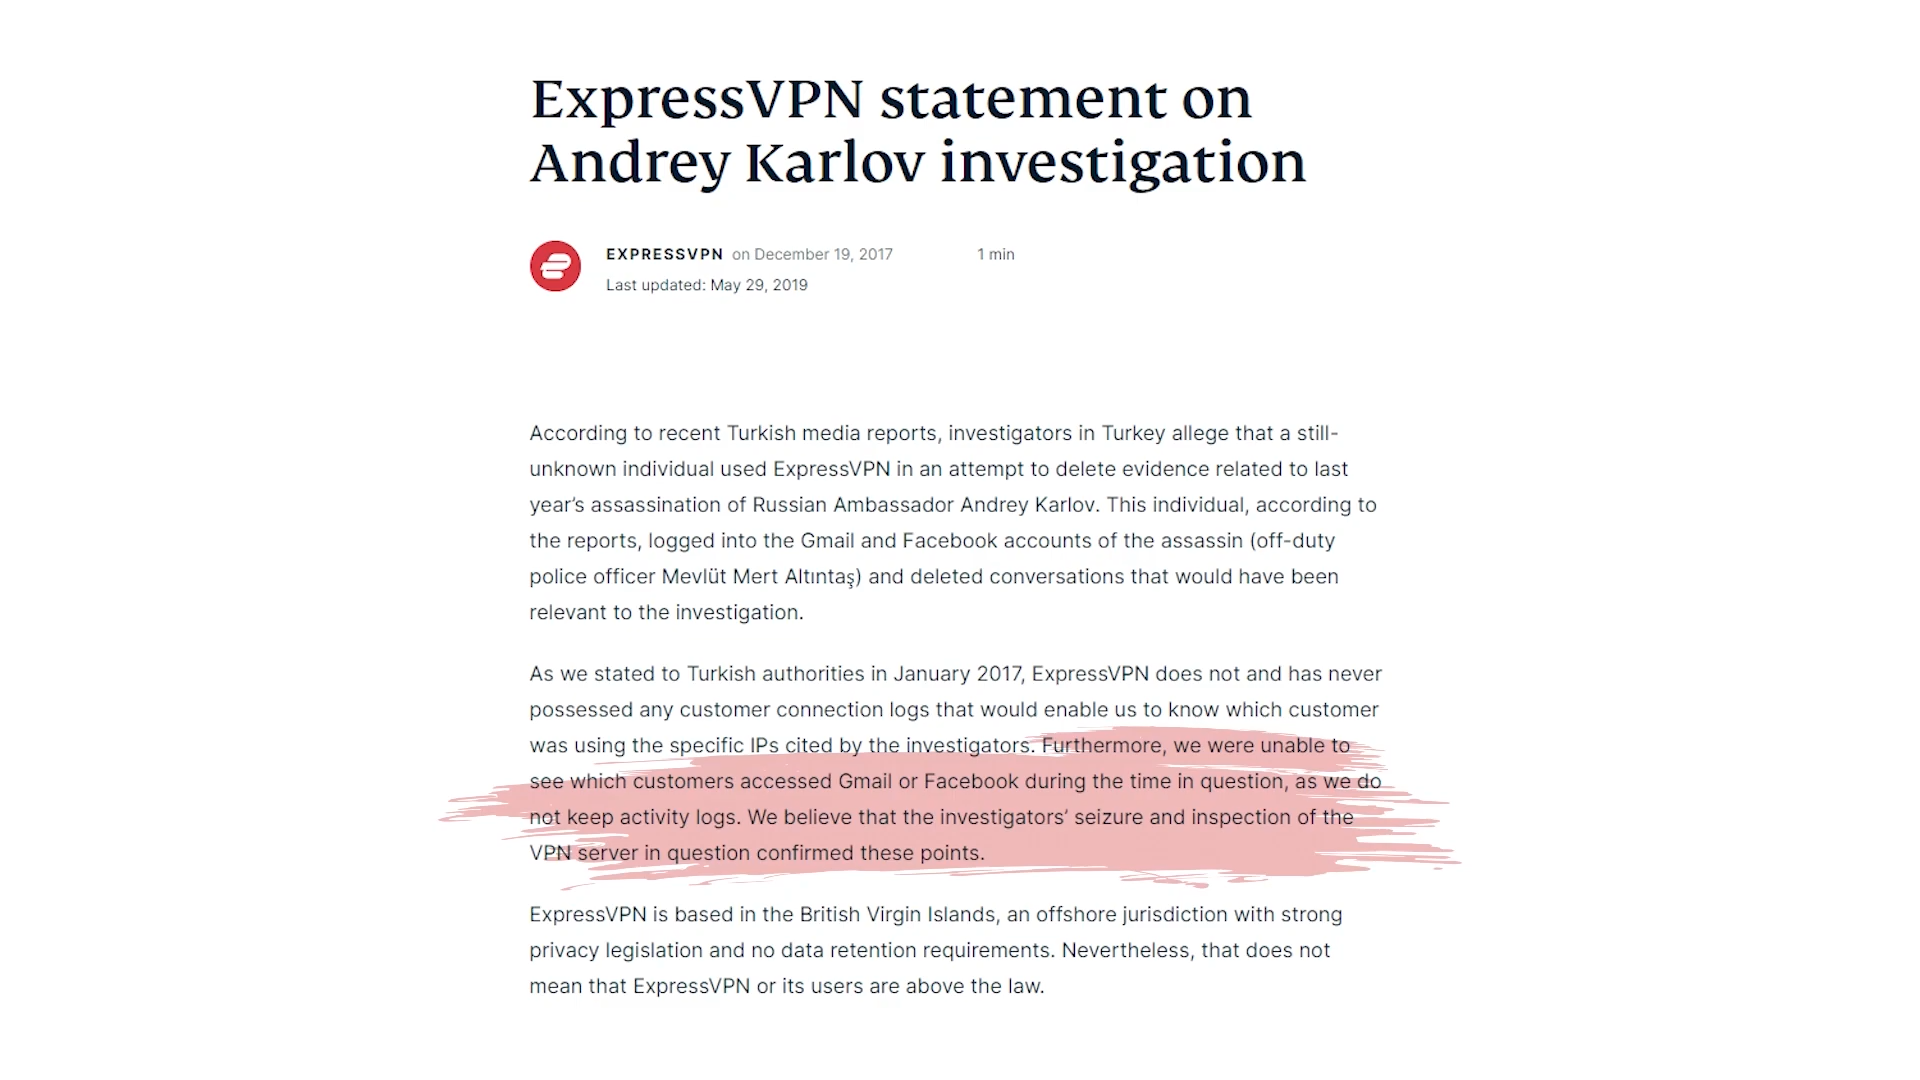 ExpressVPN statement on
Andrey Karlov investigation
EXPRESSVPN on December 19, 2017 1 min
Last updated: May 29, 2019
According to recent Turkish media reports, investigators in Turkey allege that a still-
unknown individual used ExpressVPN in an attempt to delete evidence related to last
year’s assassination of Russian Ambassador Andrey Karlov. This individual, according to
the reports, logged into the Gmail and Facebook accounts of the assassin (off-duty
police officer Mevlüt Mert Altıntaş) and deleted conversations that would have been
relevant to the investigation.
As we stated to Turkish authorities in January 2017, ExpressVPN does not and has never
possessed any customer connection logs that would enable us to know which customer
was using the specific IPs cited by the investigators. Furthermore, we were unable to
see which customers accessed Gmail or Facebook during the time in question, as we do
not keep activity logs. We believe that the investigators’ seizure and inspection of the
VPN server in question confirmed these points.
ExpressVPN is based in the British Virgin Islands, an offshore jurisdiction with strong
privacy legislation and no data retention requirements. Nevertheless, that does not
mean that ExpressVPN or its users are above the law.